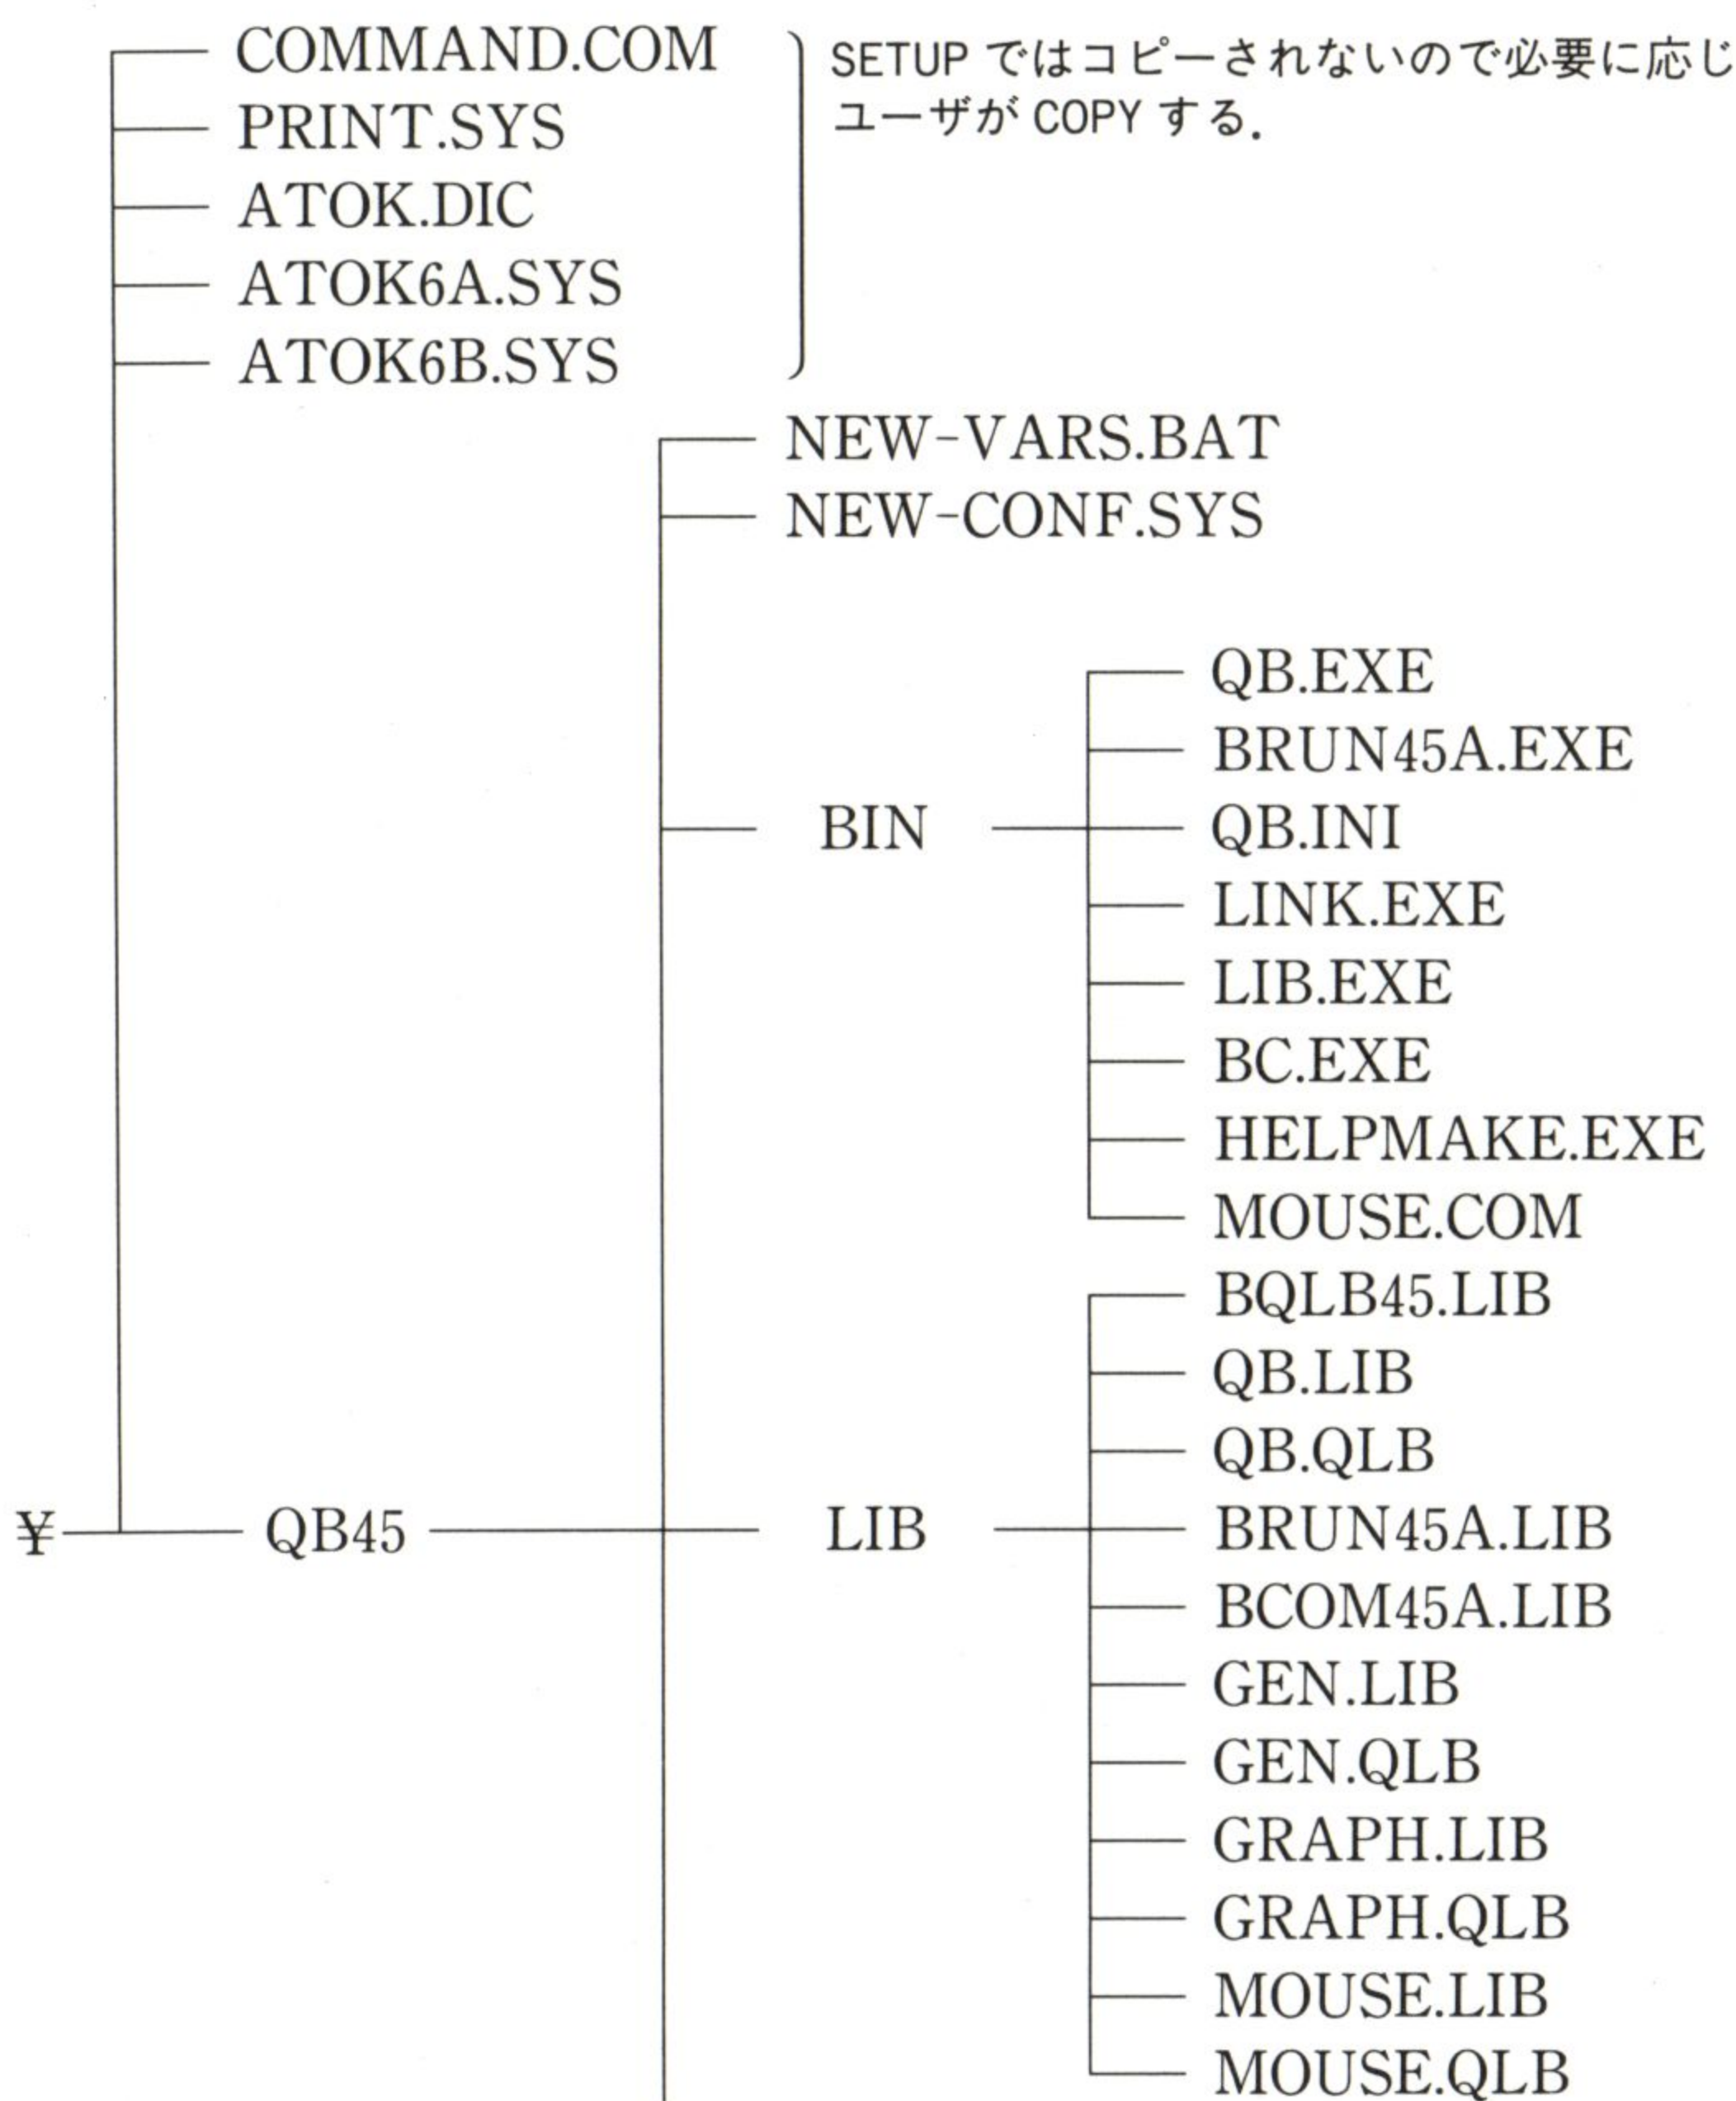 COMMAND.COM
PRINT.SYS
ATOK.DIC
ATOK6A.SYS
ATOK6B.SYS
SETUP ではコピーされないので必要に応じ
ユーザが COPY する．
NEW-VARS.BAT
NEW-CONF.SYS
BIN
QB.EXE
BRUN45A.EXE
QB.INI
LINK.EXE
LIB.EXE
BC.EXE
HELPMAKE.EXE
MOUSE.COM
¥
QB45
LIB
BQLB45.LIB
QB.LIB
QB.QLB
BRUN45A.LIB
BCOM45A.LIB
GEN.LIB
GEN.QLB
GRAPH.LIB
GRAPH.QLB
MOUSE.LIB
MOUSE.QLB